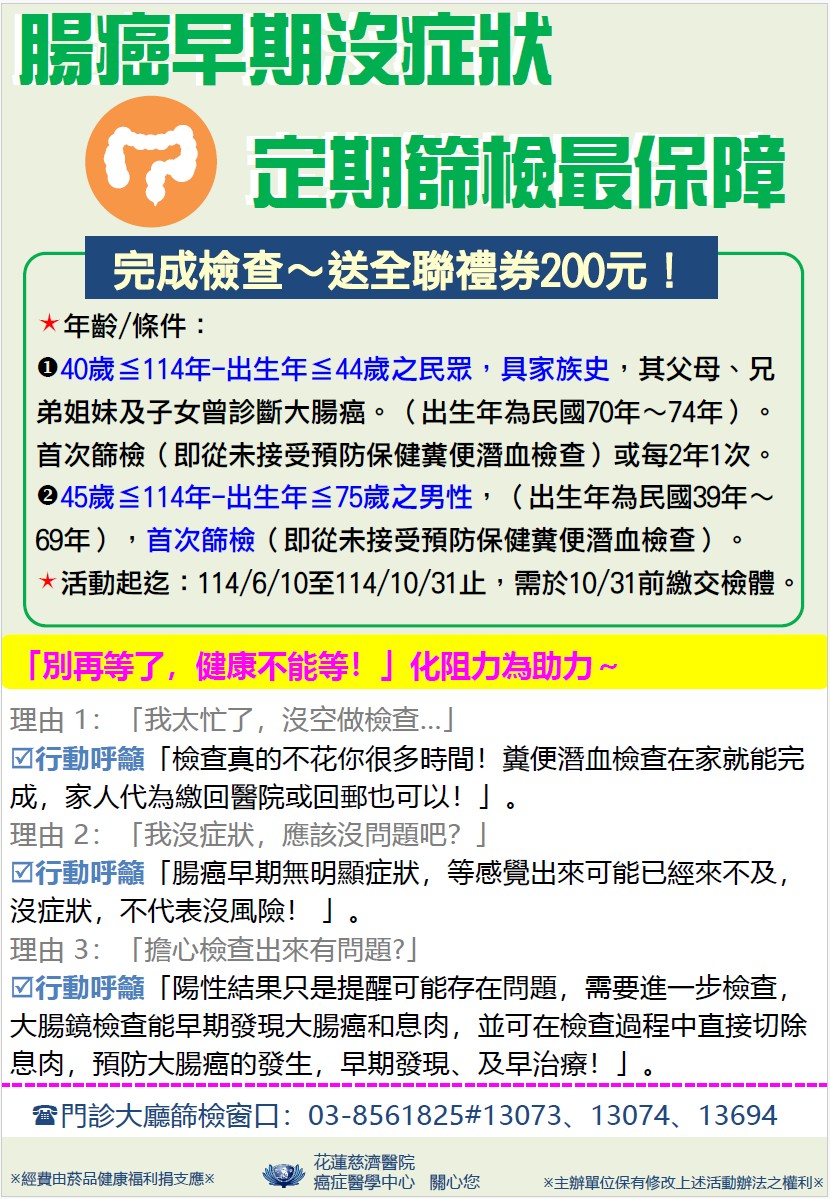 腸癌早期沒症狀
定期篩檢最保障
完成檢查～送全聯禮券200元！
★年齡/條件：
❶40歲≦114年-出生年≦44歲之民眾，具家族史，其父母、兄
弟姐妹及子女曾診斷大腸癌。（出生年為民國70年～74年）。
首次篩檢（即從未接受預防保健糞便潛血檢查）或每2年1次。
❷45歲≦114年-出生年≦75歲之男性，（出生年為民國39年～
69年），首次篩檢（即從未接受預防保健糞便潛血檢查）。
★活動起迄：114/6/10至114/10/31止，需於10/31前繳交檢體。
「別再等了，健康不能等！」化阻力為助力～
理由 1：「我太忙了，沒空做檢查...」
☑行動呼籲「檢查真的不花你很多時間！糞便潛血檢查在家就能完
成，家人代為繳回醫院或回郵也可以！」。
理由 2：「我沒症狀，應該沒問題吧？」
☑行動呼籲「腸癌早期無明顯症狀，等感覺出來可能已經來不及，
沒症狀，不代表沒風險！ 」。
理由 3：「擔心檢查出來有問題?」
☑行動呼籲「陽性結果只是提醒可能存在問題，需要進一步檢查，
大腸鏡檢查能早期發現大腸癌和息肉，並可在檢查過程中直接切除
息肉，預防大腸癌的發生，早期發現、及早治療！」。
☎門診大廳篩檢窗口：03-8561825#13073、13074、13694
花蓮慈濟醫院
※經費由菸品健康福利捐支應※ 癌症醫學中心 關心您 ※主辦單位保有修改上述活動辦法之權利※